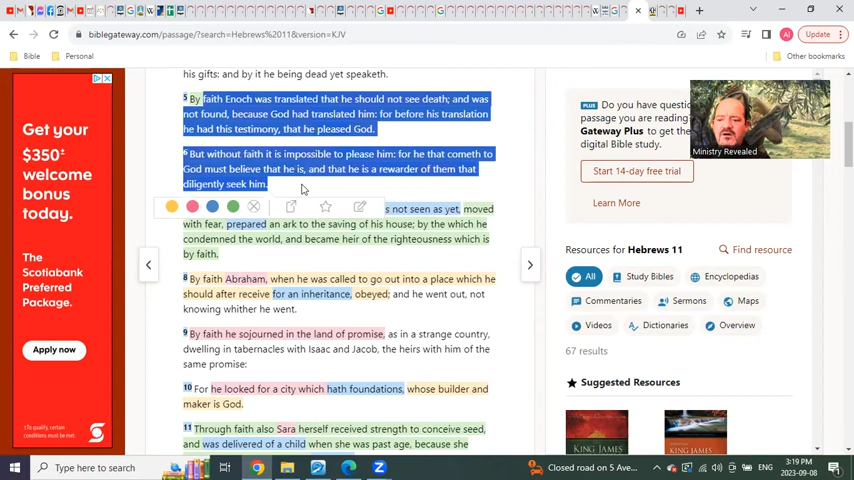 Update
biblegateway.com/passage/?search=Hebrews%2011&version=KJV
Bible
Personal
Other bookmarks
Get your
$350±
welcome
bonus
today.
The
Scotiabank
Preferred
Package.
Apply now
†To qualify, certain
conditions must be met.
his gifts: and by it he being dead yet speaketh.
5 By faith Enoch was translated that he should not see death; and was
not found, because God had translated him: for before his translation
he had this testimony, that he pleased God.
6 But without faith it is impossible to please him: for he that cometh to
God must believe that he is, and that he is a rewarder of them that
diligently seek him.
s not seen as yet, moved
with fear, prepared an ark to the saving of his house; by the which he
condemned the world, and became heir of the righteousness which is
by faith.
8 By faith Abraham, when he was called to go out into a place which he
should after receive for an inheritance, obeyed; and he went out, not
knowing whither he went.
9 By faith he sojourned in the land of promise, as in a strange country,
dwelling in tabernacles with Isaac and Jacob, the heirs with him of the
same promise:
10 For he looked for a city which hath foundations, whose builder and
maker is God.
11 Through faith also Sara herself received strength to conceive seed,
and was delivered of a child when she was past age, because she
PLUS Do you have questi
passage you are reading
Gateway Plus to get the
digital Bible study.
Start 14-day free trial
Learn More
Ministry Revealed
Resources for Hebrews 11
Find resource
All
Study Bibles
Encyclopedias
Commentaries
Sermons
Maps
Videos
Dictionaries
Overview
67 results
Suggested Resources
KING JAMES
KING JAMES
Type here to search
Closed road on 5 Ave...
ENG
3:19 PM
2023-09-08